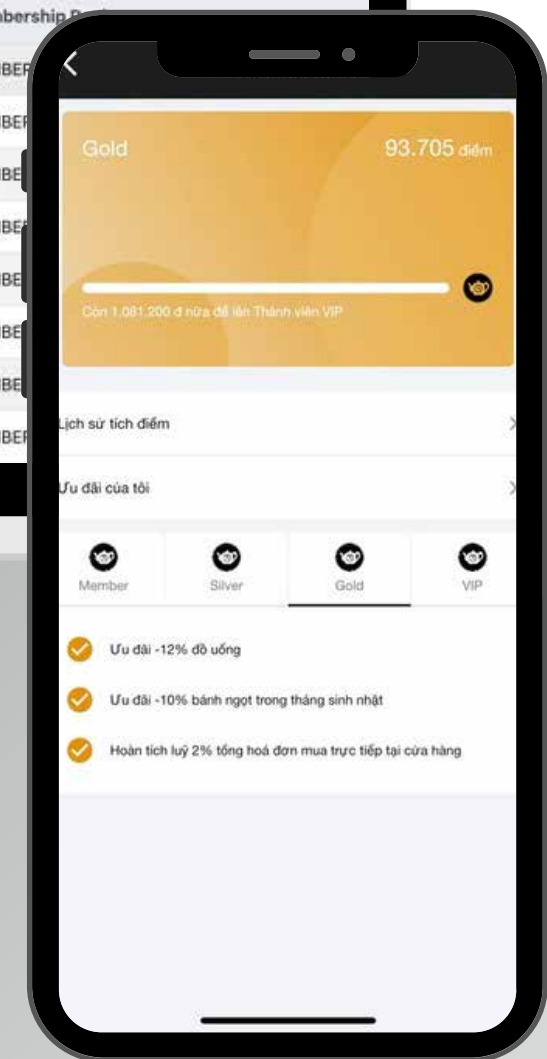 Gold
93.705 điểm
Còn 1,081,200 đ nữa để lên Thành viên VIP
Lịch sử tích điểm
Ưu đãi của tôi
Member
Silver
Gold
VIP
Ưu đãi -12% đồ uống
Ưu đãi -10% bánh ngọt trong tháng sinh nhật
Hoàn tích luỹ 2% tổng hoá đơn mua trực tiếp tại cửa hàng